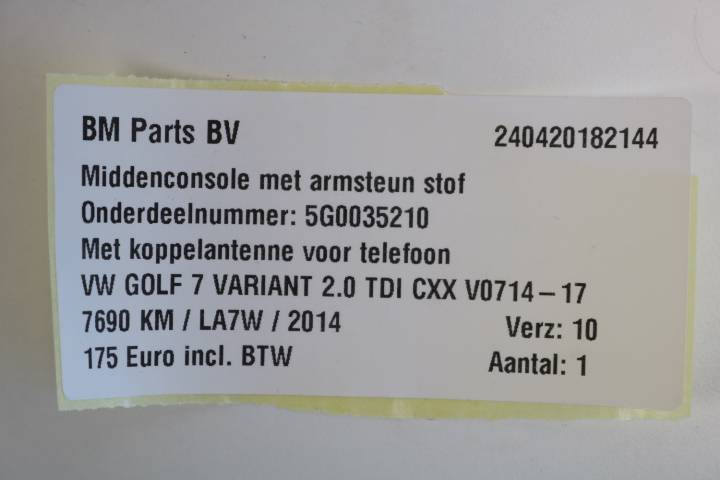 BM Parts BV 240420182144
Middenconsole met armsteun stof
Onderdeelnummer: 5G0035210
Met koppelantenne voor telefoon
VW GOLF 7 VARIANT 2.0 TDI CXX V0714-17
7690 KM / LA7W / 2014 Verz: 10
175 Euro incl. BTW Aantal: 1